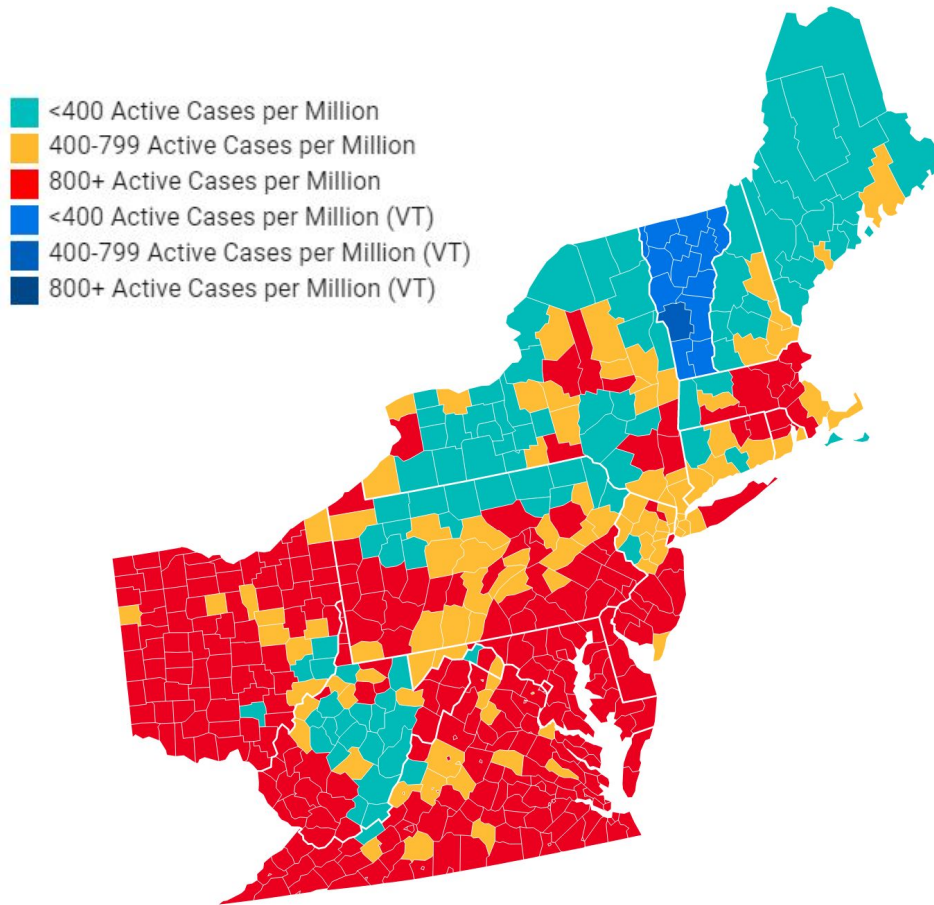 <400 Active Cases per Million
400-799 Active Cases per Million
800+ Active Cases per Million
<400 Active Cases per Million (VT)
400-799 Active Cases per Million (VT)
800+ Active Cases per Million (VT)